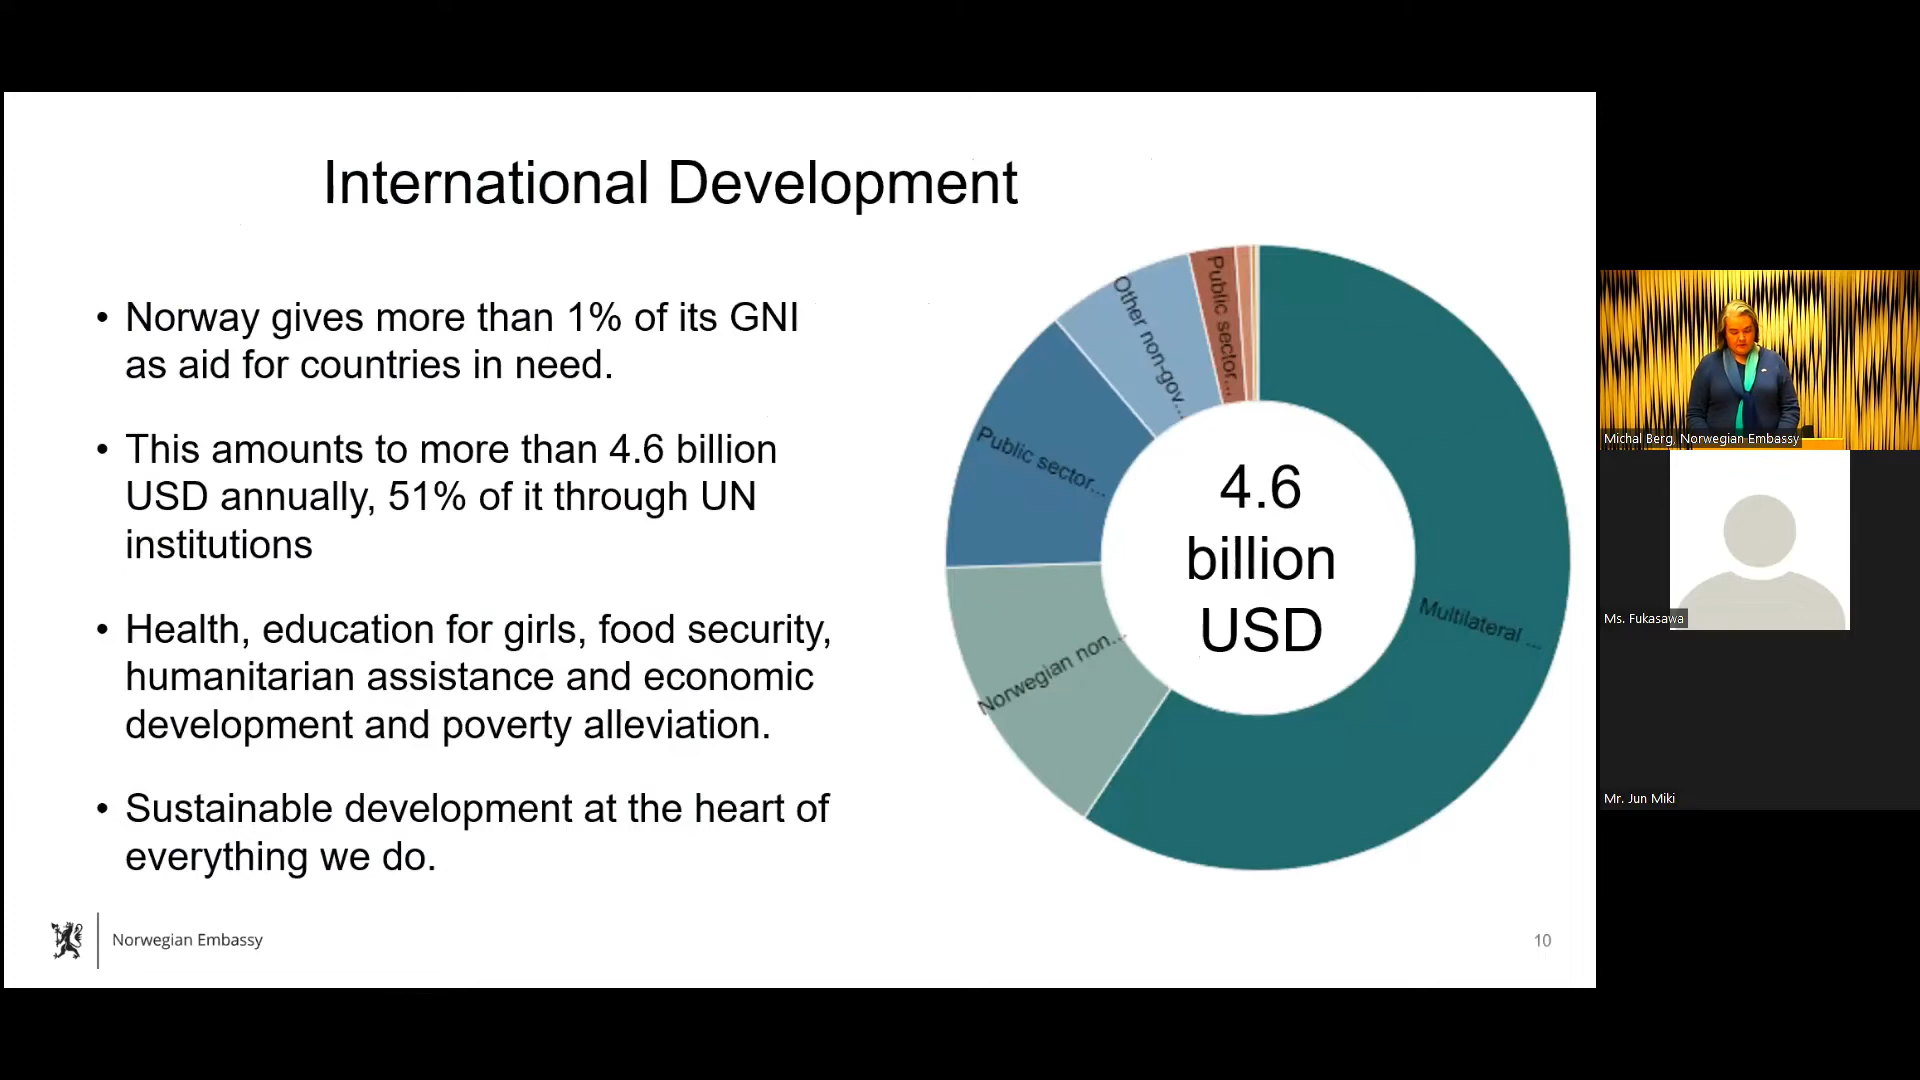 International Development
• Norway gives more than 1% of its GNI
as aid for countries in need.
• This amounts to more than 4.6 billion
USD annually, 51% of it through UN
institutions
• Health, education for girls, food security,
humanitarian assistance and economic
development and poverty alleviation.
• Sustainable development at the heart of
everything we do.
Norwegian Embassy
Other non-gov...
Public sector...
Public sector...
Norwegian non...
Multilateral ...
4.6
billion
USD
10
Michal Berg, Norwegian Embassy
Ms. Fukasawa
Mr. Jun Miki